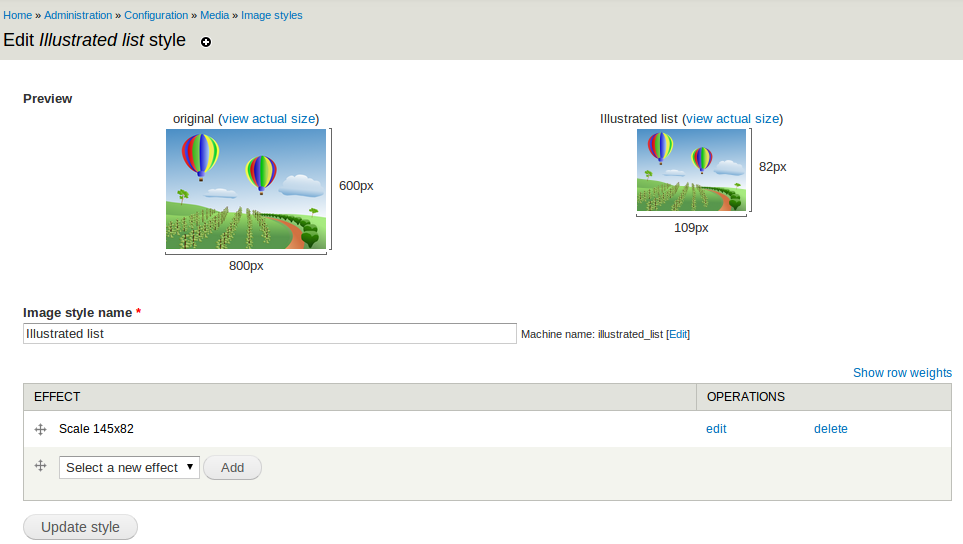 Home » Administration » Configuration » Media » Image styles
Edit Illustrated list style
Preview
original (view actual size)
600px
800px
Illustrated list (view actual size)
82px
109px
Image style name *
Illustrated list
Machine name: illustrated_list [Edit]
Show row weights
EFFECT OPERATIONS
Scale 145x82 edit delete
Select a new effect Add
Update style